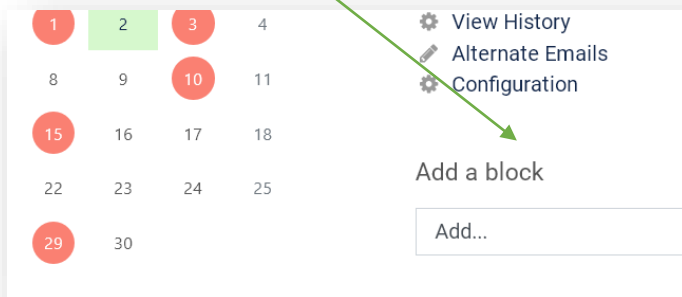 1 2 3 4
8 9 10 11
15 16 17 18
22 23 24 25
29 30
View History
Alternate Emails
Configuration
Add a block
Add...